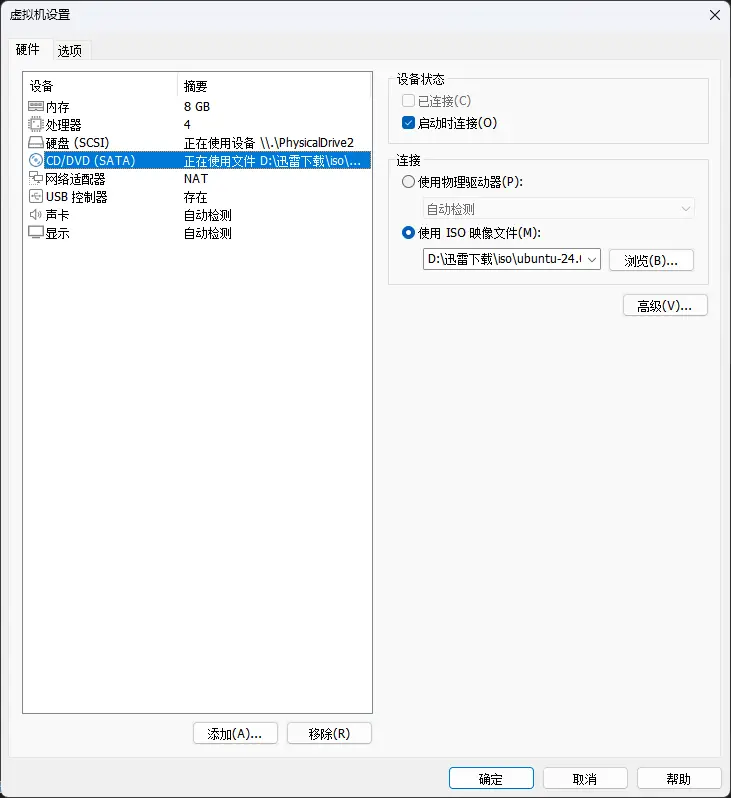 虚拟机设置
硬件 选项
设备 摘要
内存 8 GB
处理器 4
硬盘 (SCSI) 正在使用设备 \\.\PhysicalDrive2
CD/DVD (SATA) 正在使用文件 D:\迅雷下载\iso\...
网络适配器 NAT
USB 控制器 存在
声卡 自动检测
显示 自动检测
添加(A)... 移除(R)
设备状态
已连接(C)
启动时连接(O)
连接
使用物理驱动器(P):
自动检测
使用 ISO 映像文件(M):
D:\迅雷下载\iso\ubuntu-24.( 浏览(B)...
高级(V)...
确定 取消 帮助